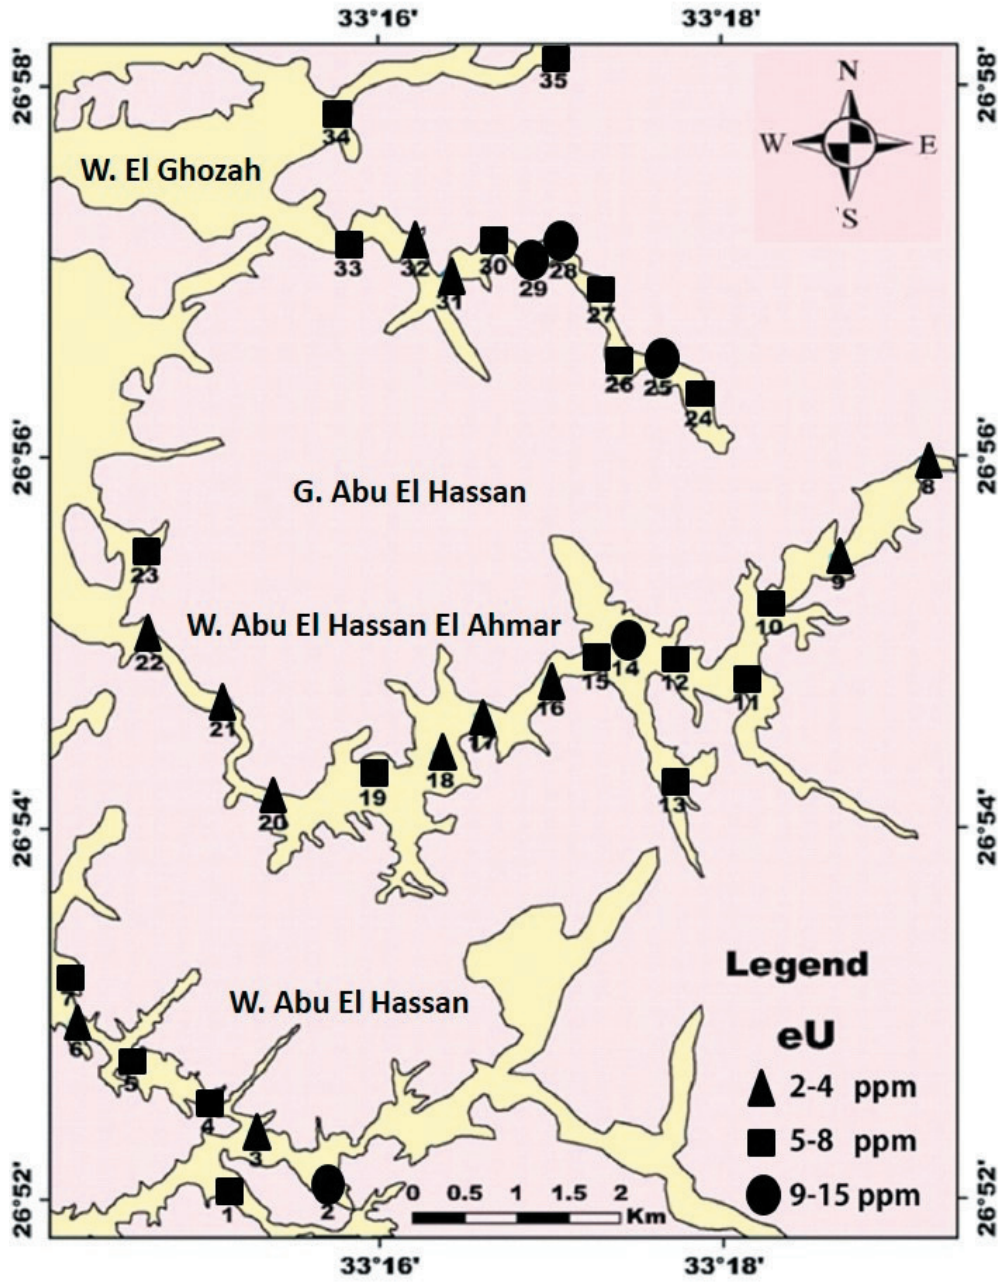 33°16' 33°18'
26°58' 26°58'
35
34
N
W E
'S
W. El Ghozah
33 32 31 30 29 28
27
26 25
24
26°56' 26°56'
8
G. Abu El Hassan
9
23
10
W. Abu El Hassan El Ahmar
22 15 14 12
11
16
21
17
18
19
13
20
26°54' 26°54'
Legend
7
W. Abu El Hassan
eU
6
5
2-4 ppm
4
5-8 ppm
3
9-15 ppm
26°52' 26°52'
1 2
0 0.5 1 1.5 2
Km
33°16' 33°18'